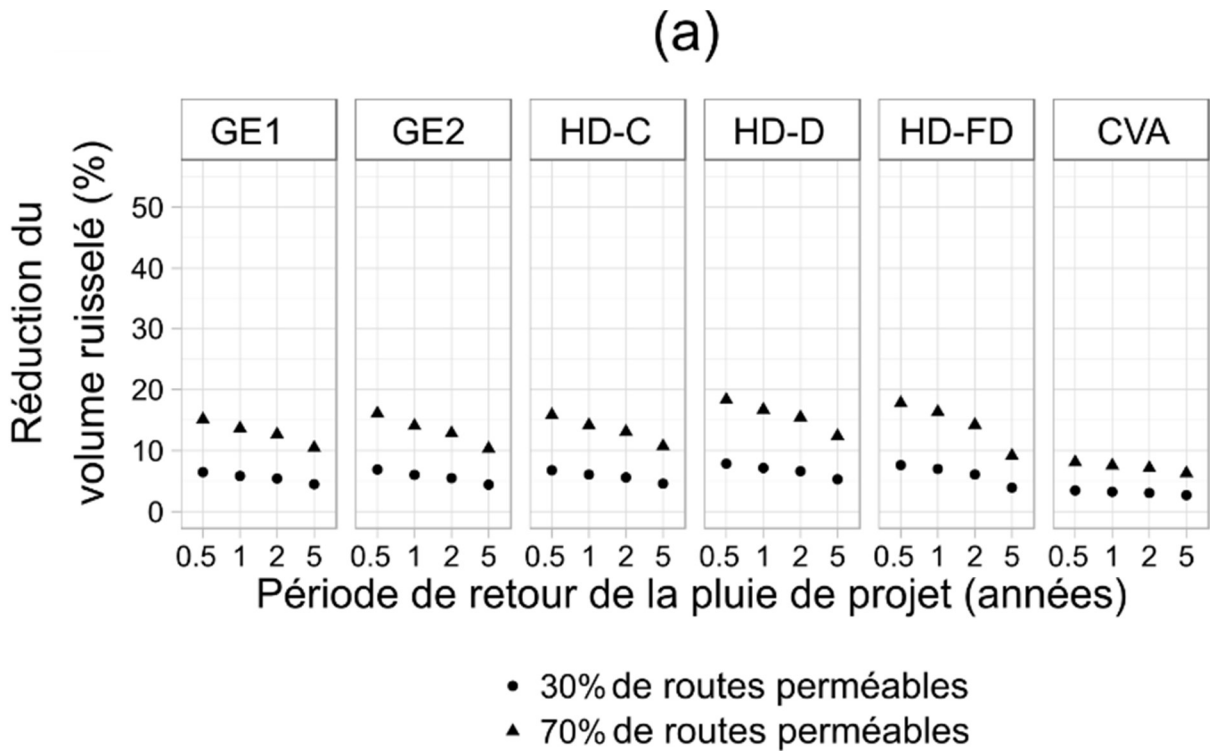 (a)
GE1 GE2 HD-C HD-D HD-FD CVA
Réduction du
volume ruisselé (%)
50
40
30
20
10
0
0.5 1 2 5 0.5 1 2 5 0.5 1 2 5 0.5 1 2 5 0.5 1 2 5 0.5 1 2 5
Période de retour de la pluie de projet (années)
30% de routes perméables
70% de routes perméables